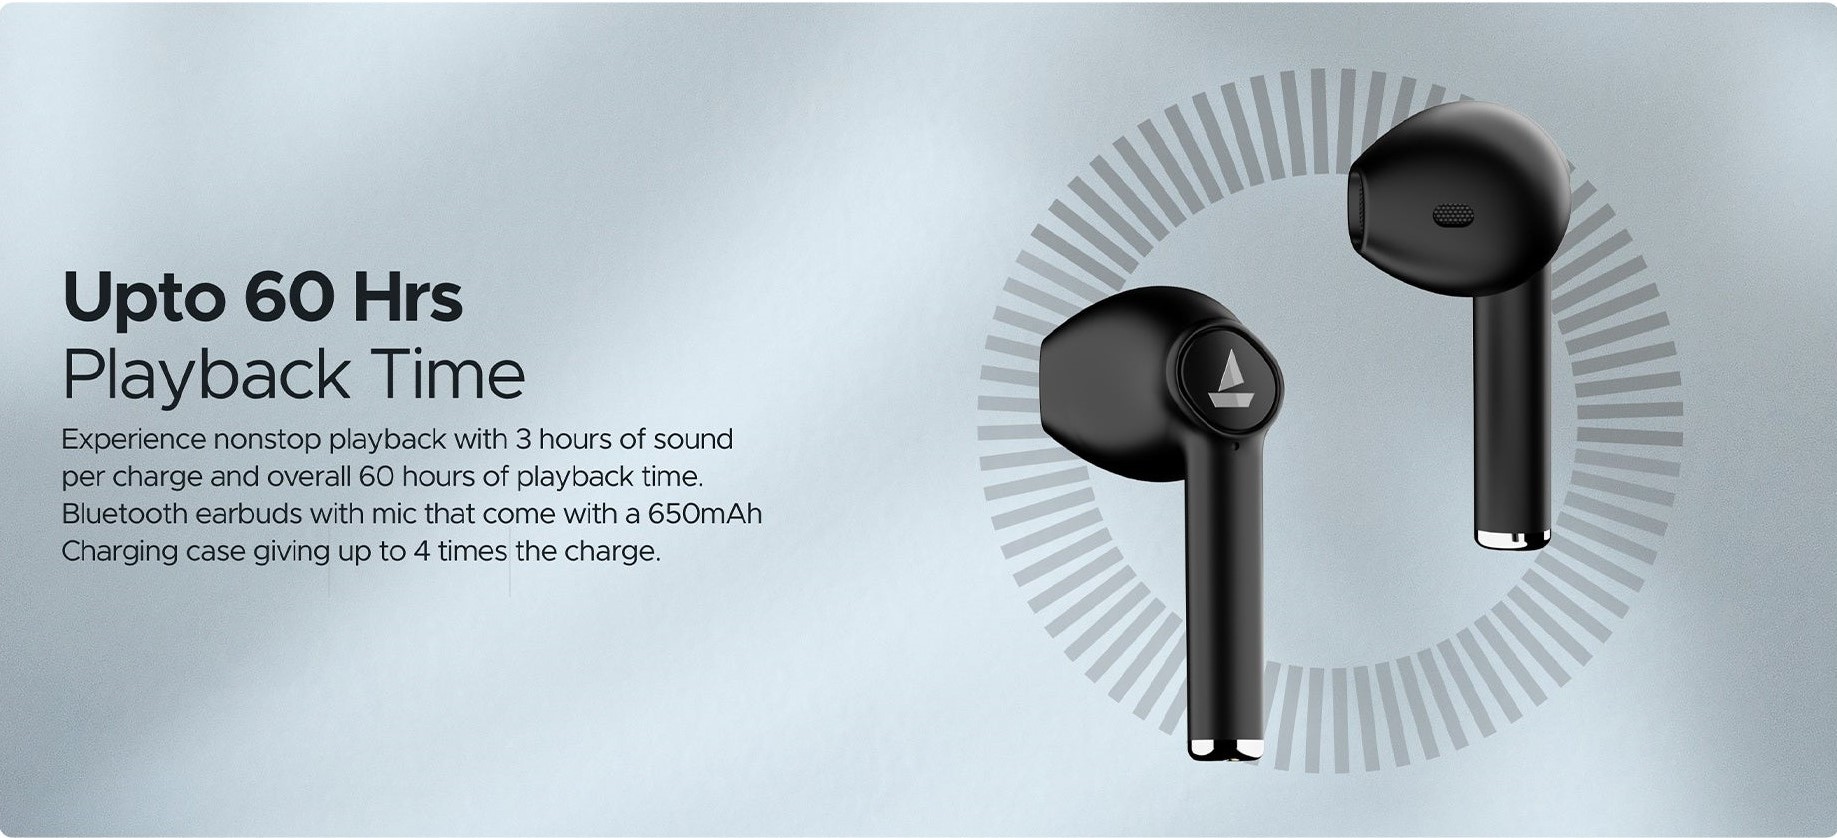 Upto 60 Hrs
Playback Time
Experience nonstop playback with 3 hours of sound
per charge and overall 60 hours of playback time.
Bluetooth earbuds with mic that come with a 650mAh
Charging case giving up to 4 times the charge.